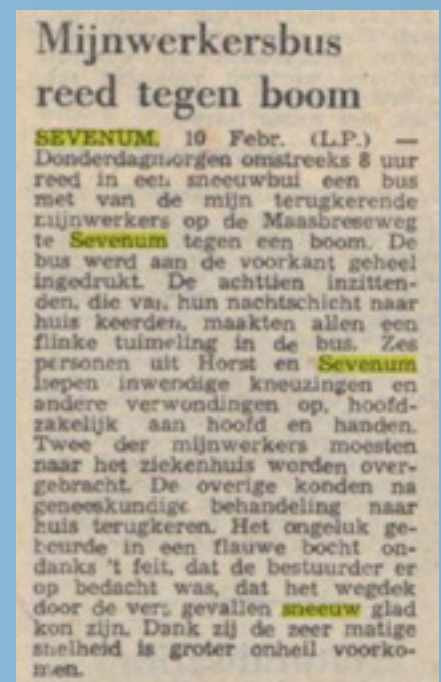 Mijnwerkersbus
reed tegen boom
SEVENUM, 10 Febr. (L.P.) —
Donderdagmorgen omstreeks 8 uur
reed in een sneeuwbui een bus
met van de mijn terugkerende
mijnwerkers op de Maasbreseweg
te Sevenum tegen een boom. De
bus werd aan de voorkant geheel
ingedrukt. De achttien inzitten-
den, die van hun nachtschicht naar
huis keerden, maakten allen een
flinke tuimeling in de bus. Zes
personen uit Horst en Sevenum
liepen inwendige kneuzingen en
andere verwondingen op, hoofd-
zakelijk aan hoofd en handen.
Twee der mijnwerkers moesten
naar het ziekenhuis worden over-
gebracht. De overige konden na
geneeskundige behandeling naar
huis terugkeren. Het ongeluk ge-
beurde in een flauwe bocht on-
danks 't feit, dat de bestuurder er
op bedacht was, dat het wegdek
door de vers gevallen sneeuw glad
kon zijn. Dank zij de zeer matige
snelheid is groter onheil voorko-
men.